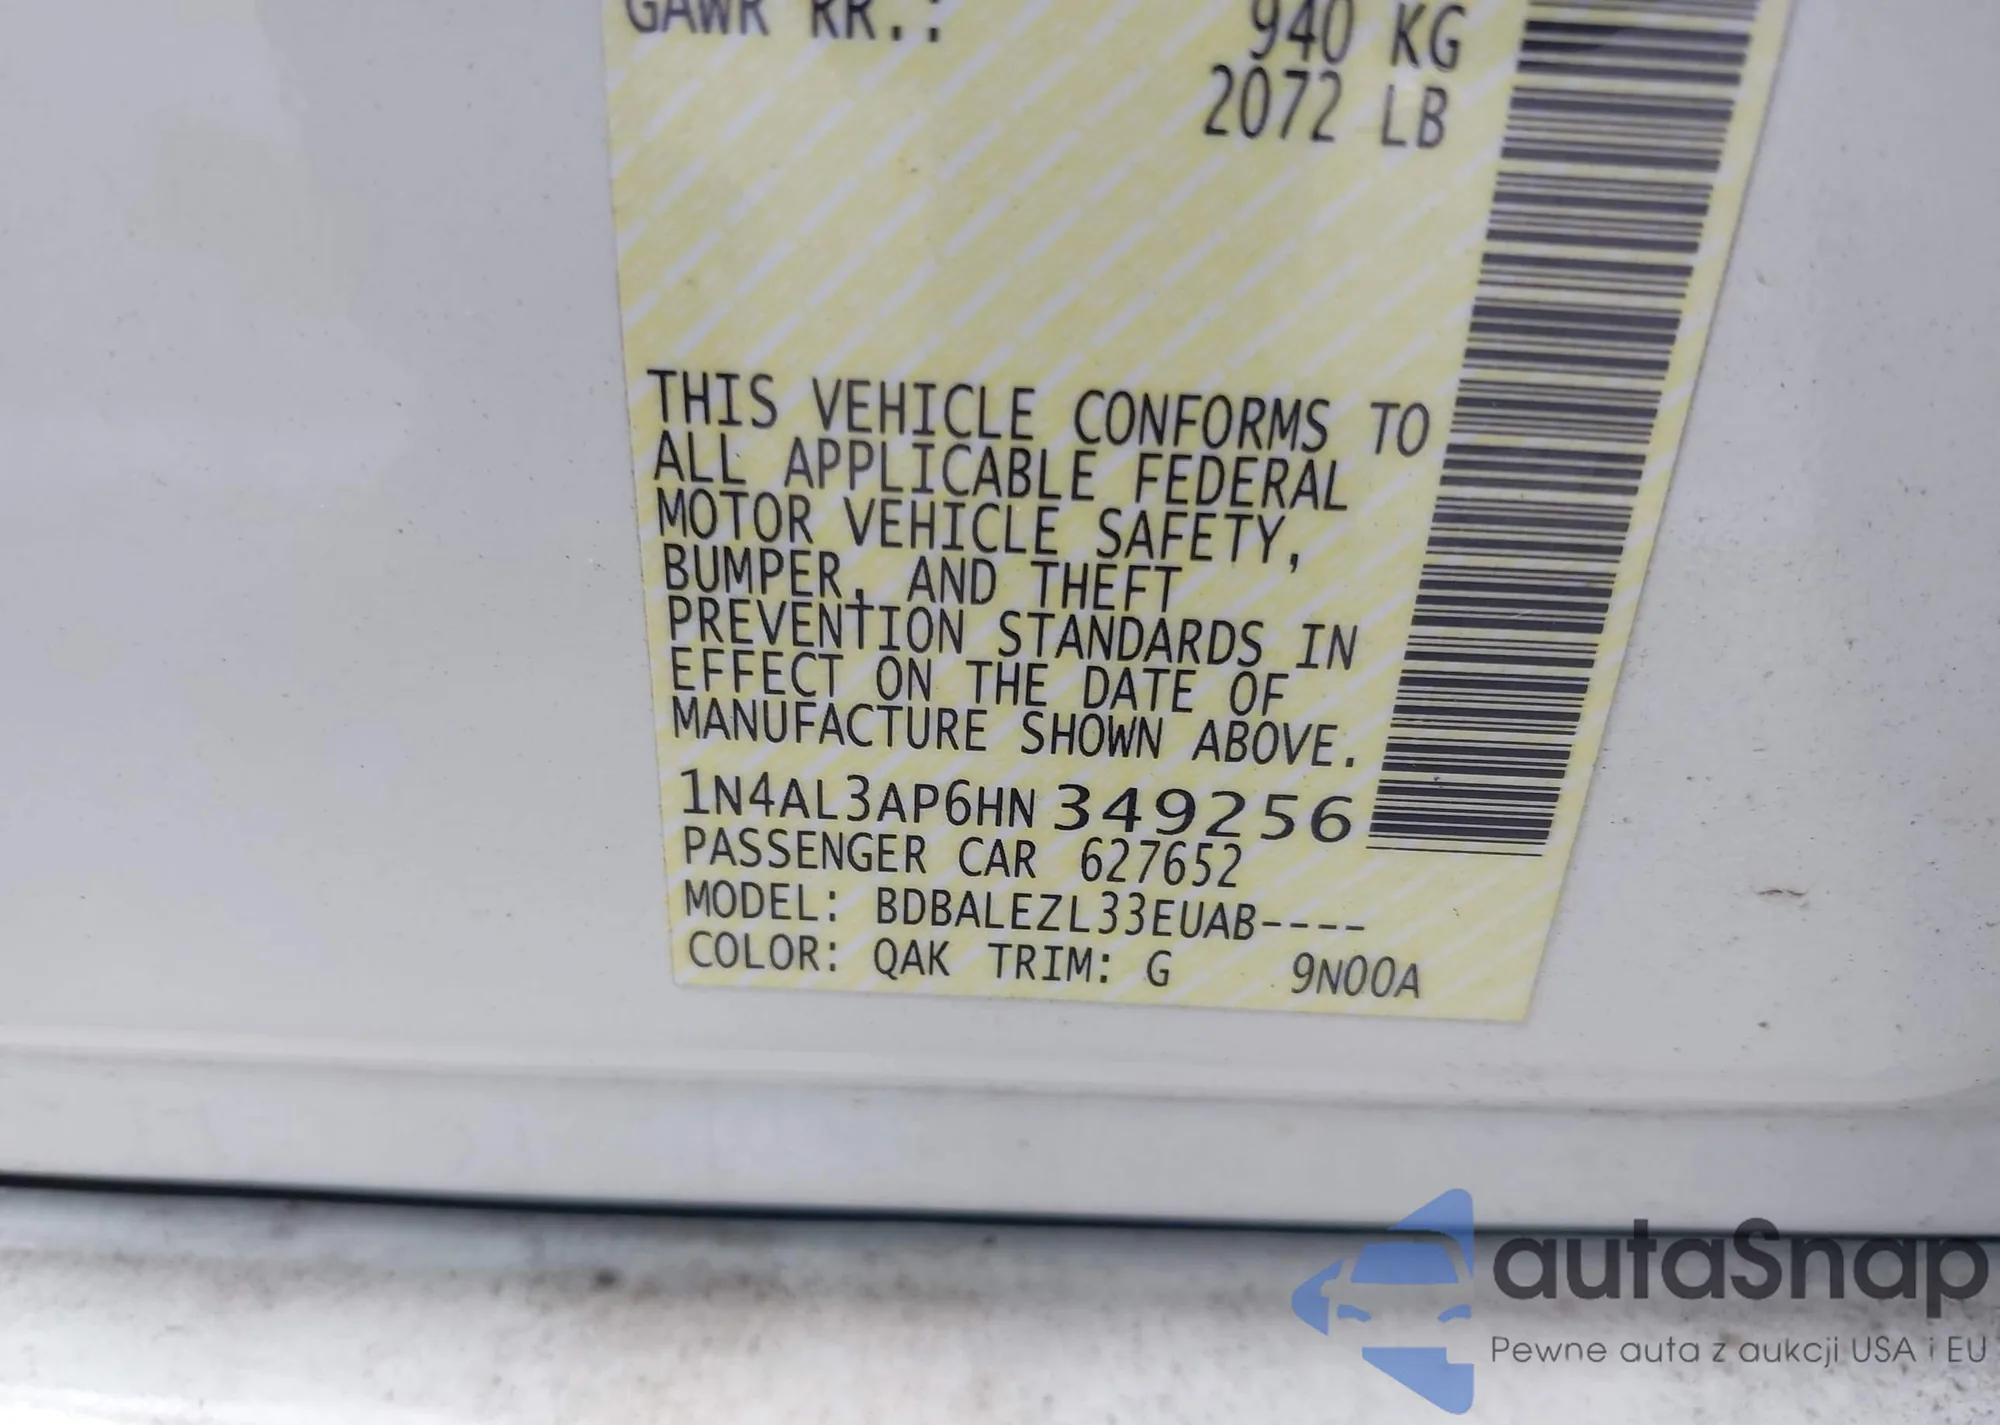 GAWR RR.: 940 KG
2072 LB
THIS VEHICLE CONFORMS TO
ALL APPLICABLE FEDERAL
MOTOR VEHICLE SAFETY,
BUMPER, AND THEFT
PREVENTION STANDARDS IN
EFFECT ON THE DATE OF
MANUFACTURE SHOWN ABOVE.
1N4AL3AP6HN349256
PASSENGER CAR 627652
MODEL: BDBALEZL33EUAB----
COLOR: QAK TRIM: G 9N00A
autaSnap
Pewne auta z aukcji USA i EU